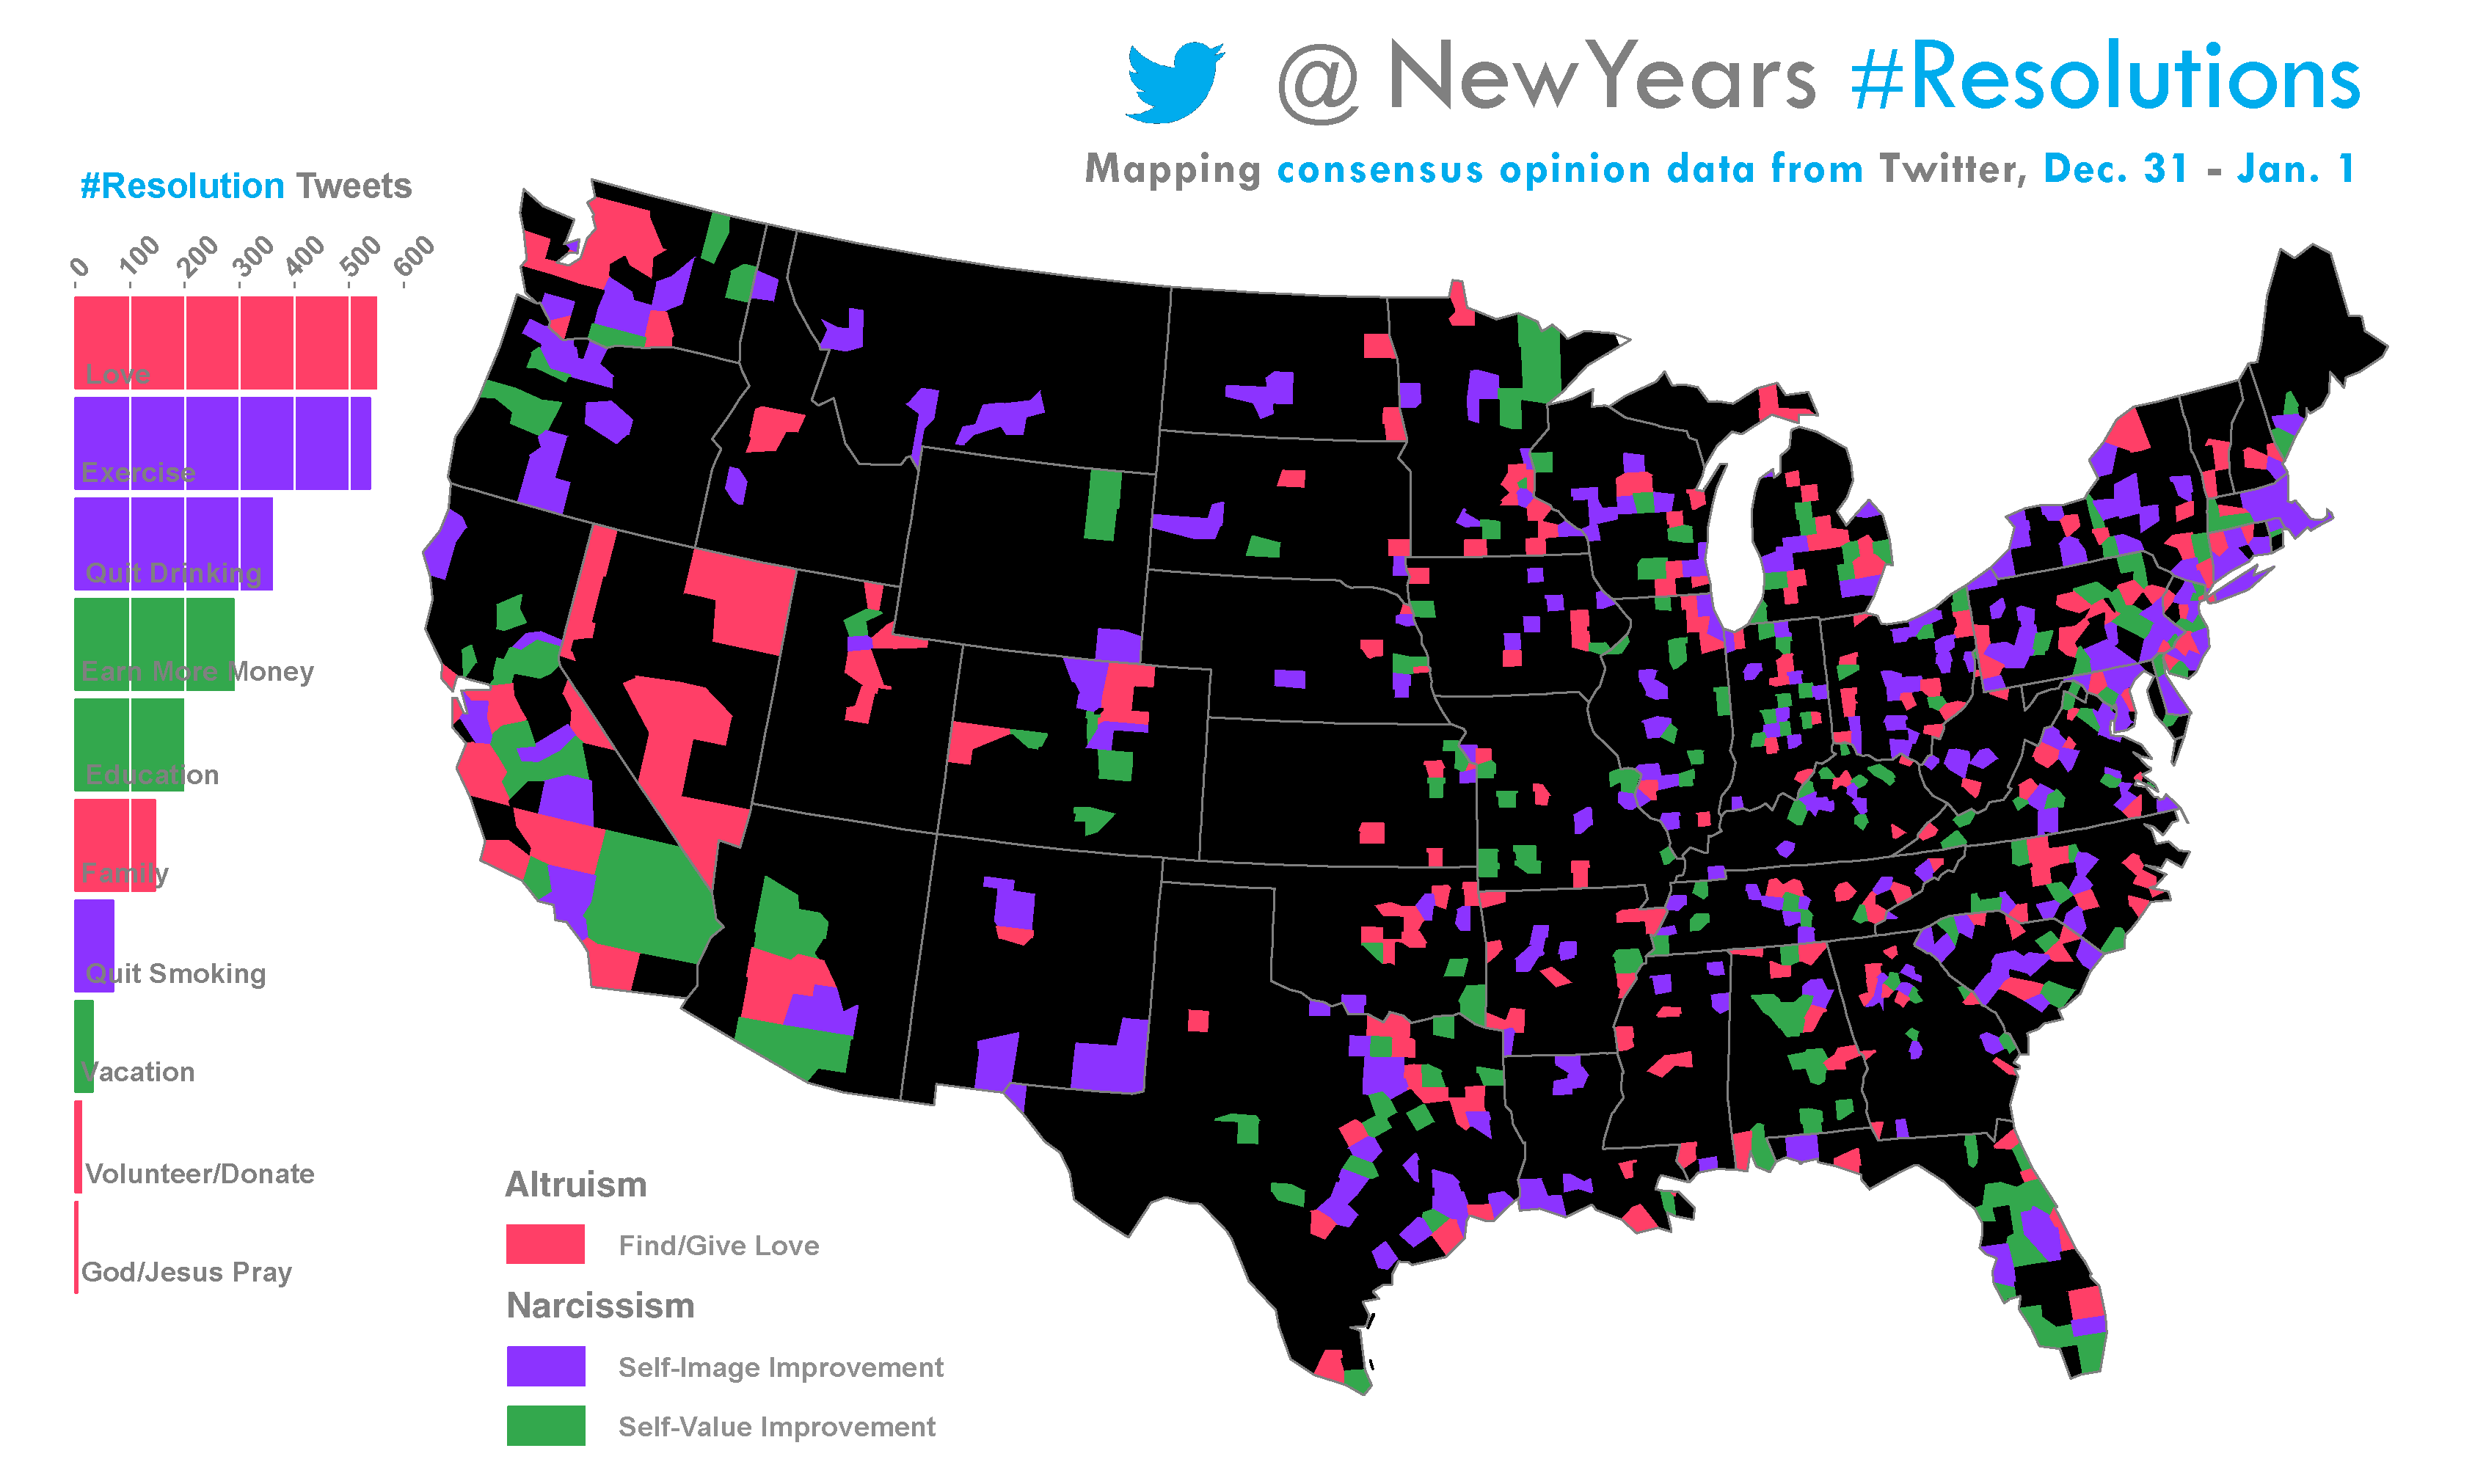 @ NewYears #Resolutions
Mapping consensus opinion data from Twitter, Dec. 31 - Jan. 1
#Resolution Tweets
0 100 200 300 400 500 600
Love
Exercise
Quit Drinking
Earn More Money
Education
Family
Quit Smoking
Vacation
Volunteer/Donate
God/Jesus Pray
Altruism
Find/Give Love
Narcissism
Self-Image Improvement
Self-Value Improvement